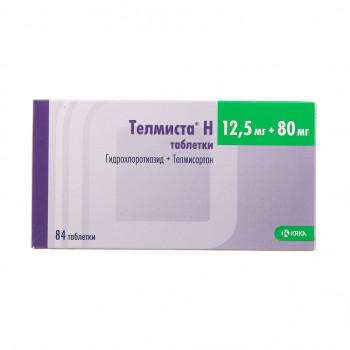 Телмиста® Н 12,5 мг + 80 мг
таблетки
Гидрохлоротиазид + Телмисартан
84 таблетки
KRKA